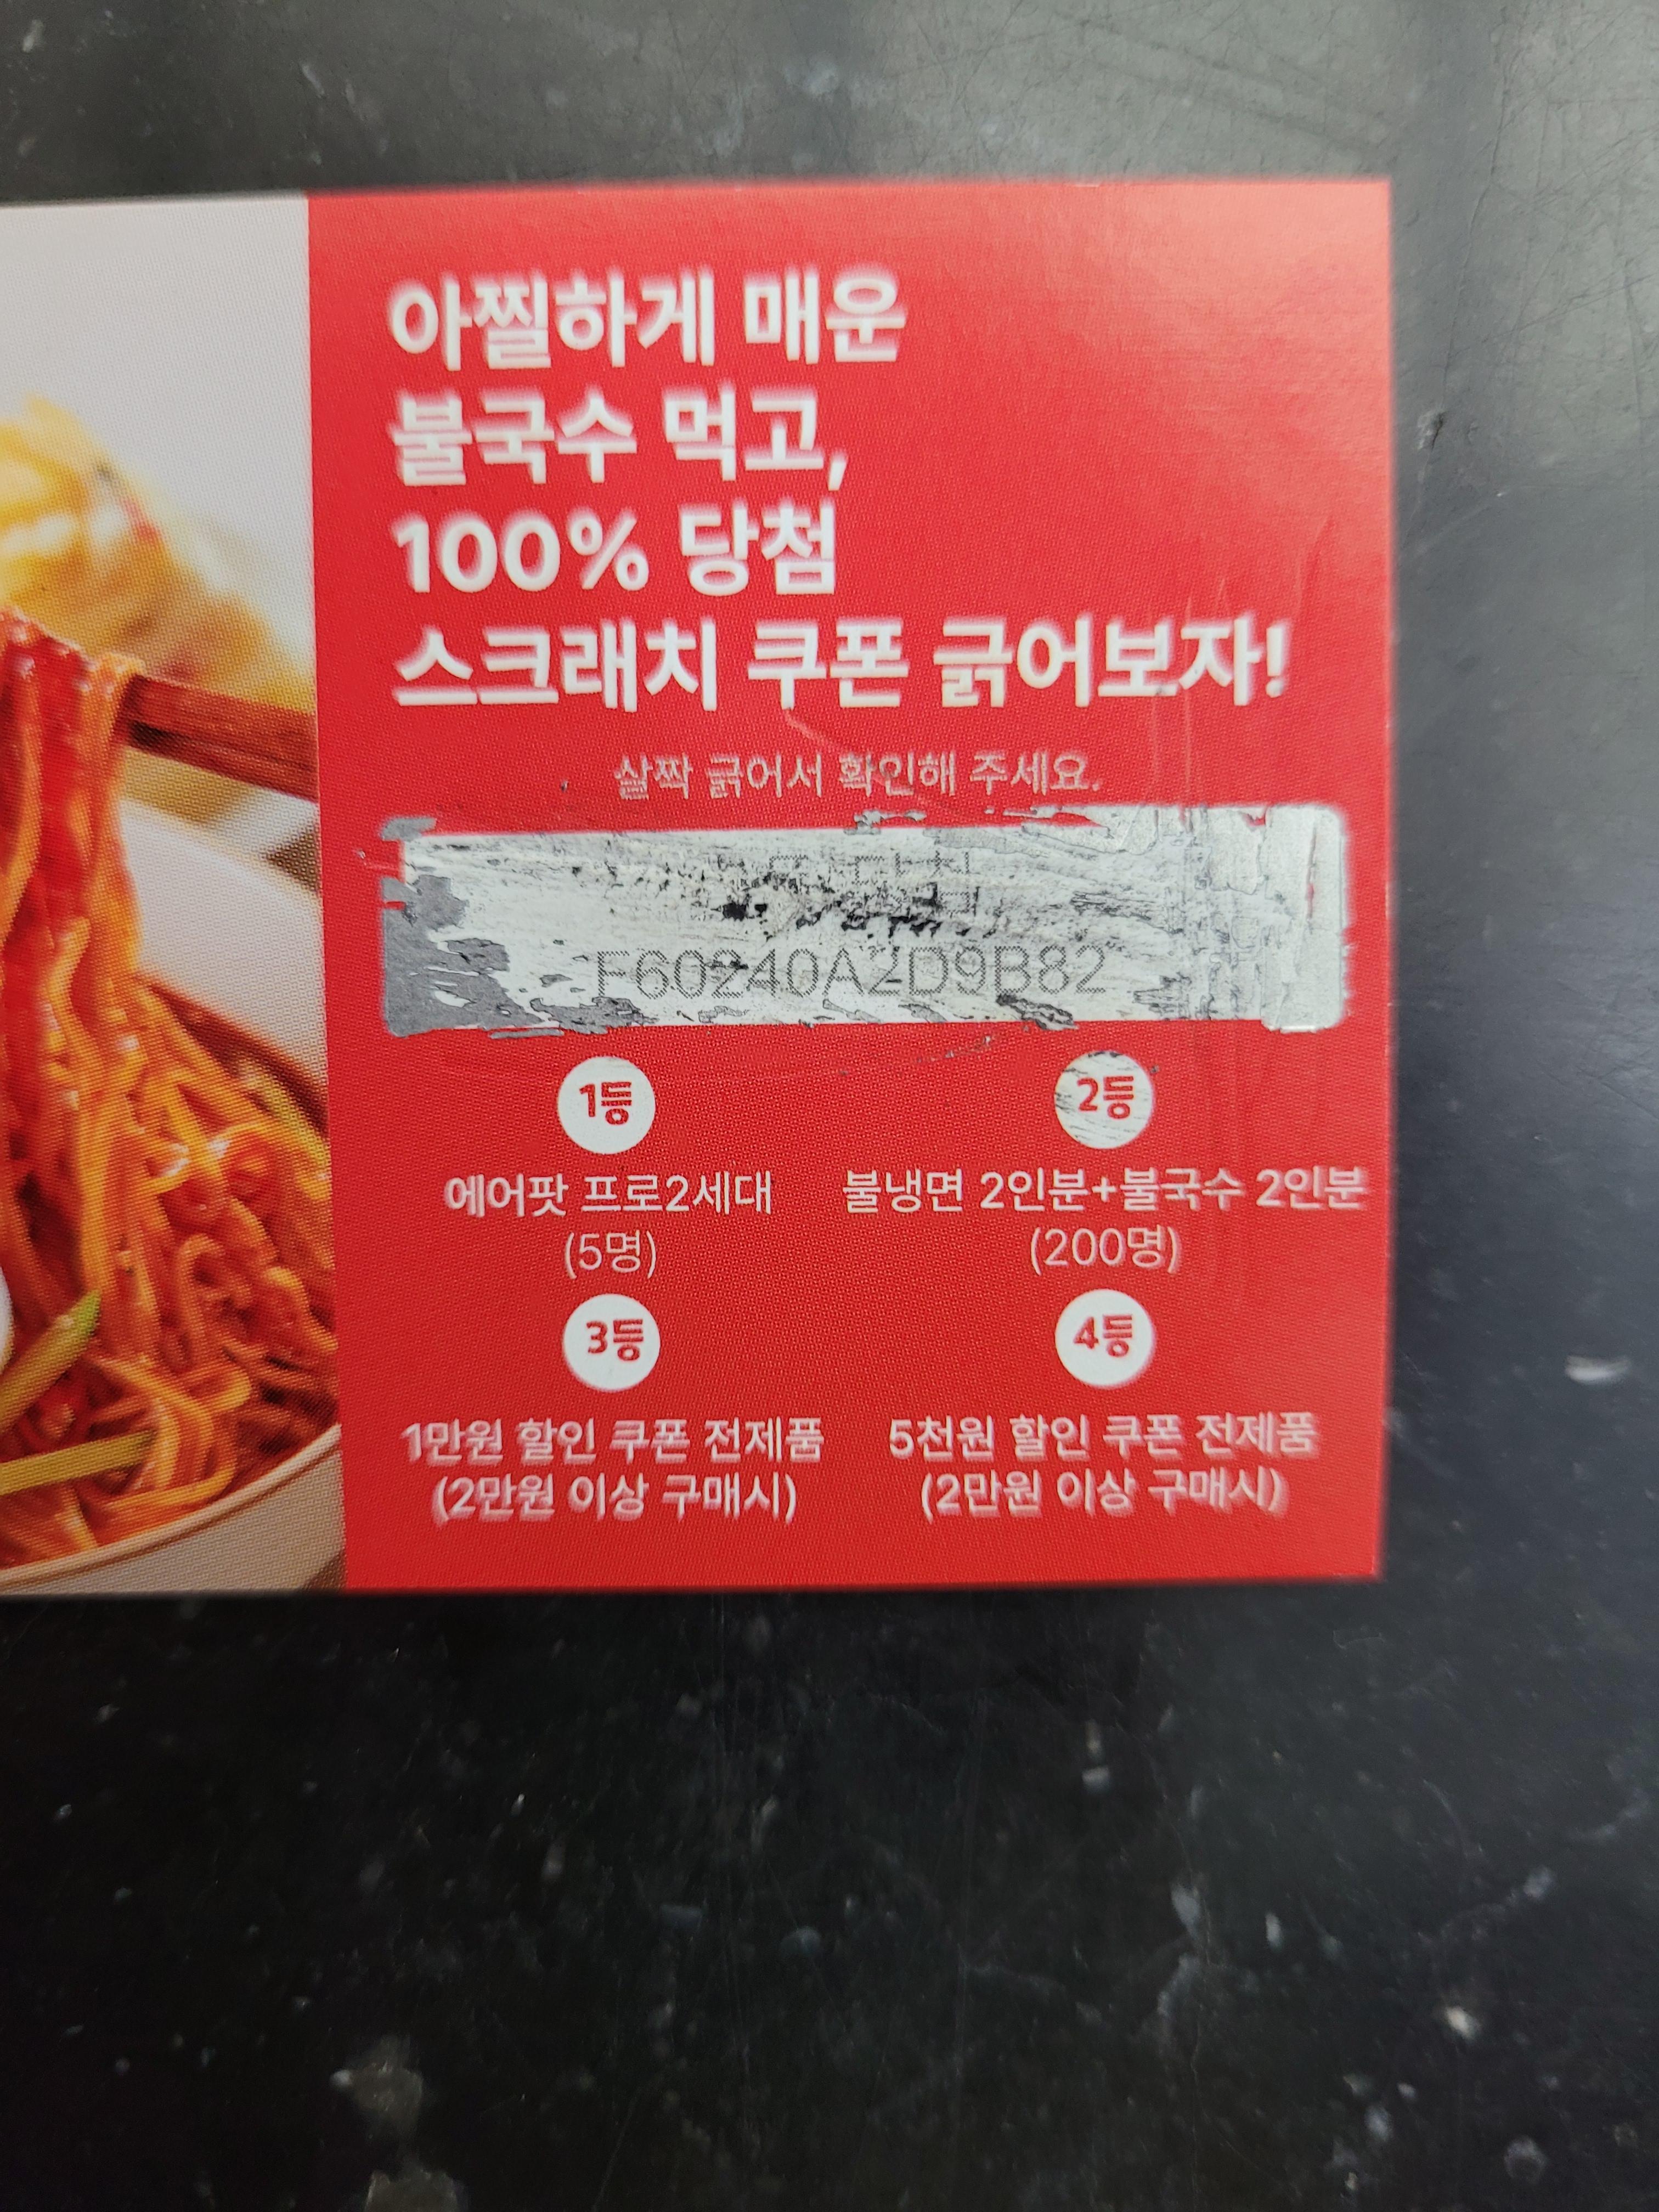 아찔하게 매운
불국수 먹고,
100% 당첨
스크래치 쿠폰 긁어보자!
살짝 긁어서 확인해 주세요.
당첨
F60240A2D9B82
1등
2등
에어팟 프로2세대
불냉면 2인분+불국수 2인분
(5명)
(200명)
3등
4등
1만원 할인 쿠폰 전제품
5천원 할인 쿠폰 전제품
(2만원 이상 구매시)
(2만원 이상 구매시)